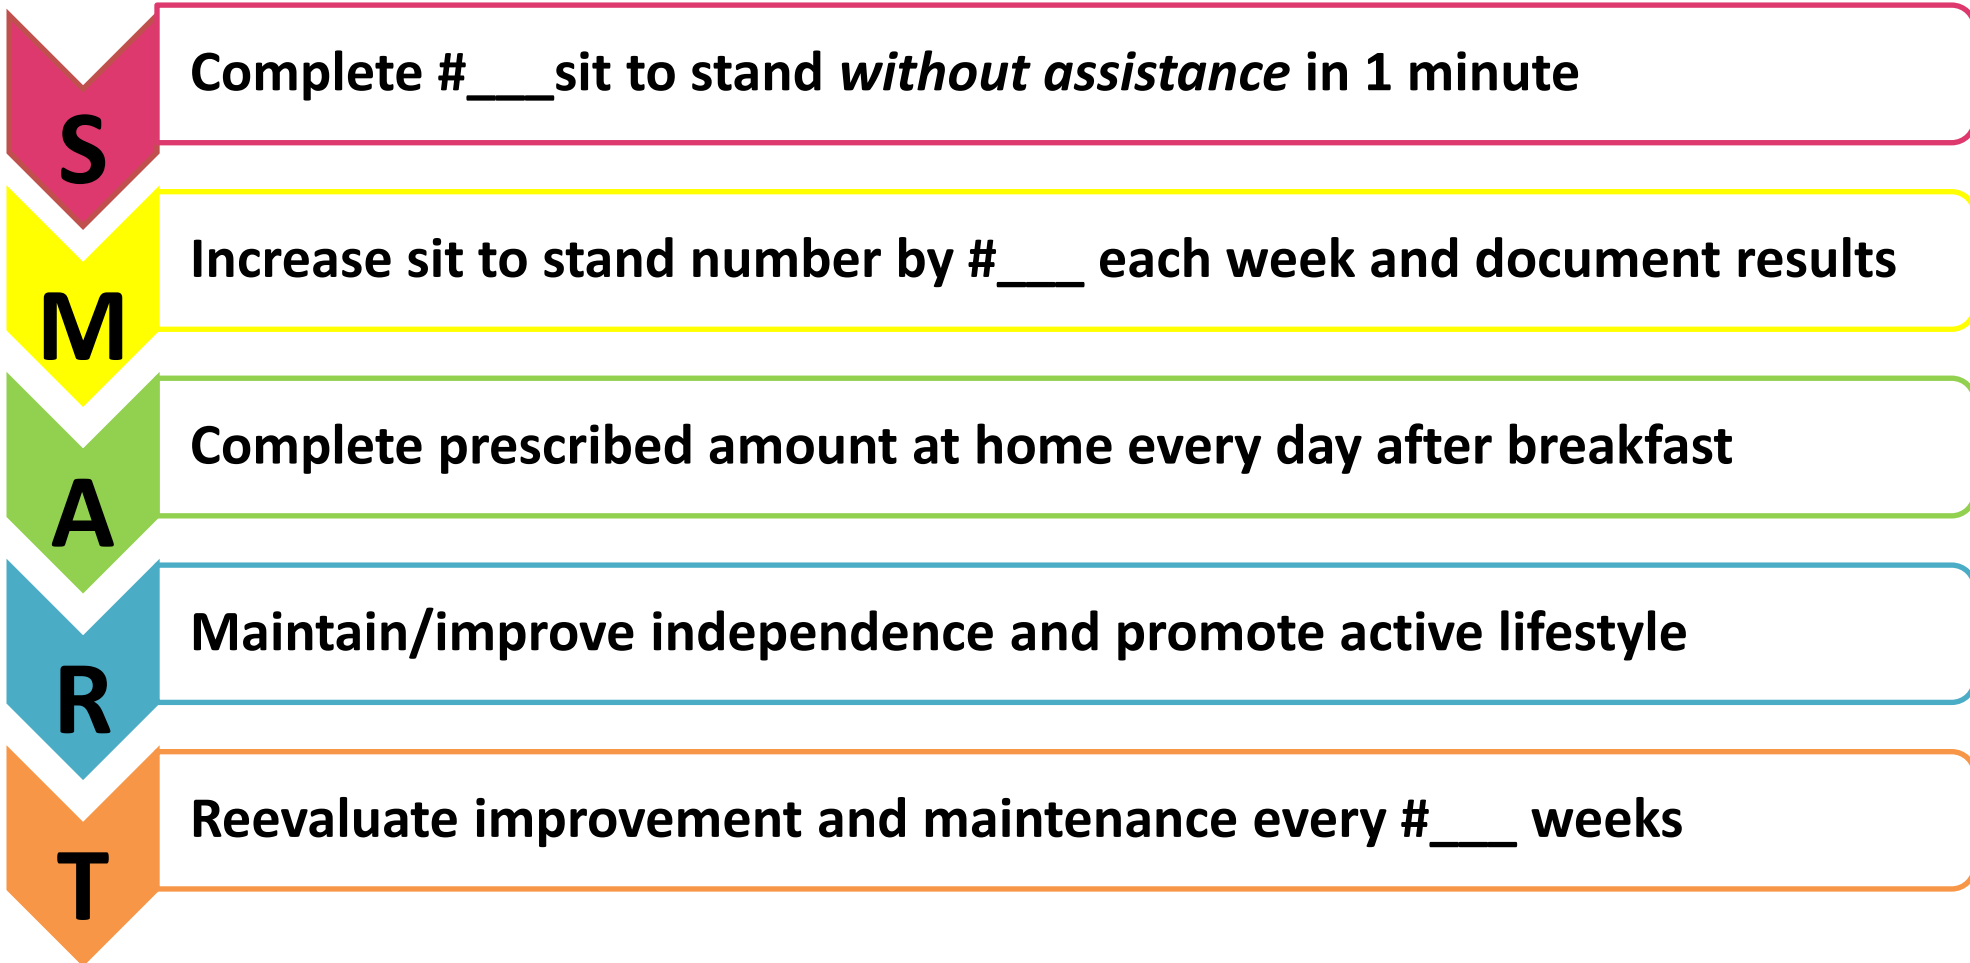 S
Complete #___sit to stand without assistance in 1 minute
M
Increase sit to stand number by #___ each week and document results
A
Complete prescribed amount at home every day after breakfast
R
Maintain/improve independence and promote active lifestyle
T
Reevaluate improvement and maintenance every #___ weeks